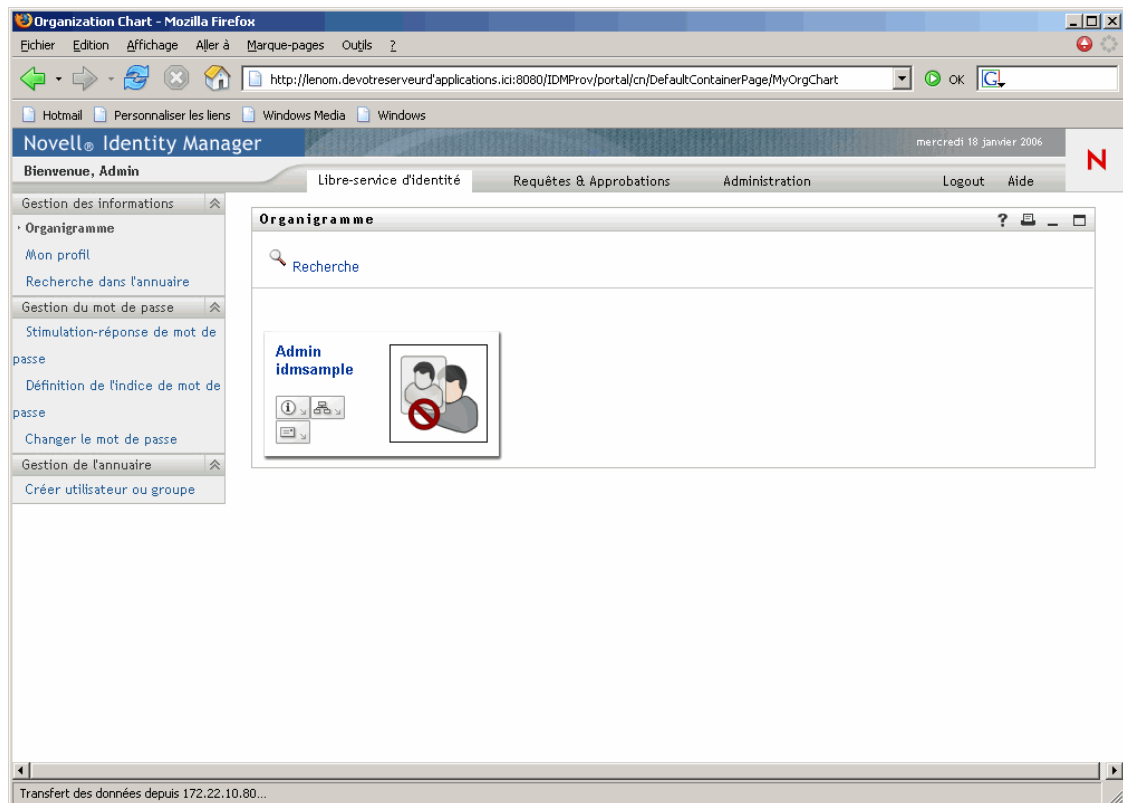 Organization Chart - Mozilla Firefox
Fichier Edition Affichage Aller à Marque-pages Outils ?
http://lenom.devotreserveurd'applications.ici:8080/IDMProv/portal/cn/DefaultContainerPage/MyOrgChart OK G
Hotmail Personnaliser les liens Windows Media Windows
Novell® Identity Manager mercredi 18 janvier 2006
N
Bienvenue, Admin
Libre-service d'identité Requêtes & Approbations Administration Logout Aide
Gestion des informations
Organigramme
Mon profil
Recherche dans l'annuaire
Gestion du mot de passe
Stimulation-réponse de mot de
passe
Définition de l'indice de mot de
passe
Changer le mot de passe
Gestion de l'annuaire
Créer utilisateur ou groupe
Organigramme ?
Recherche
Admin
idmsample
Transfert des données depuis 172.22.10.80...